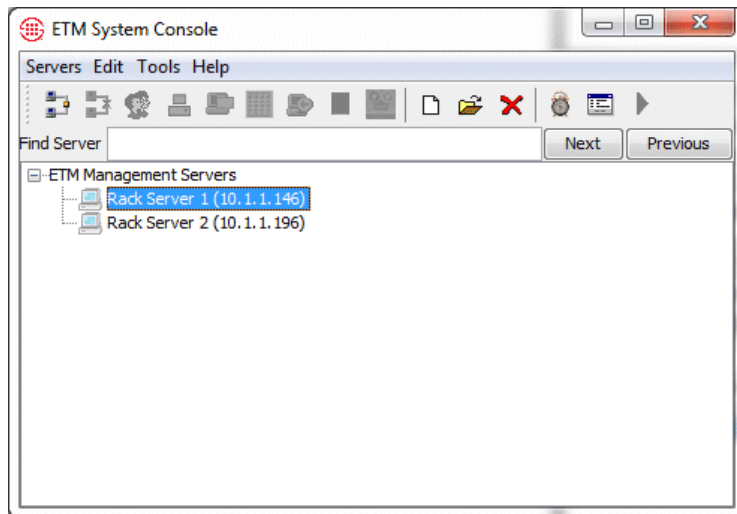 ETM System Console
Servers Edit Tools Help
Find Server Next Previous
ETM Management Servers
Rack Server 1 (10.1.1.146)
Rack Server 2 (10.1.1.196)